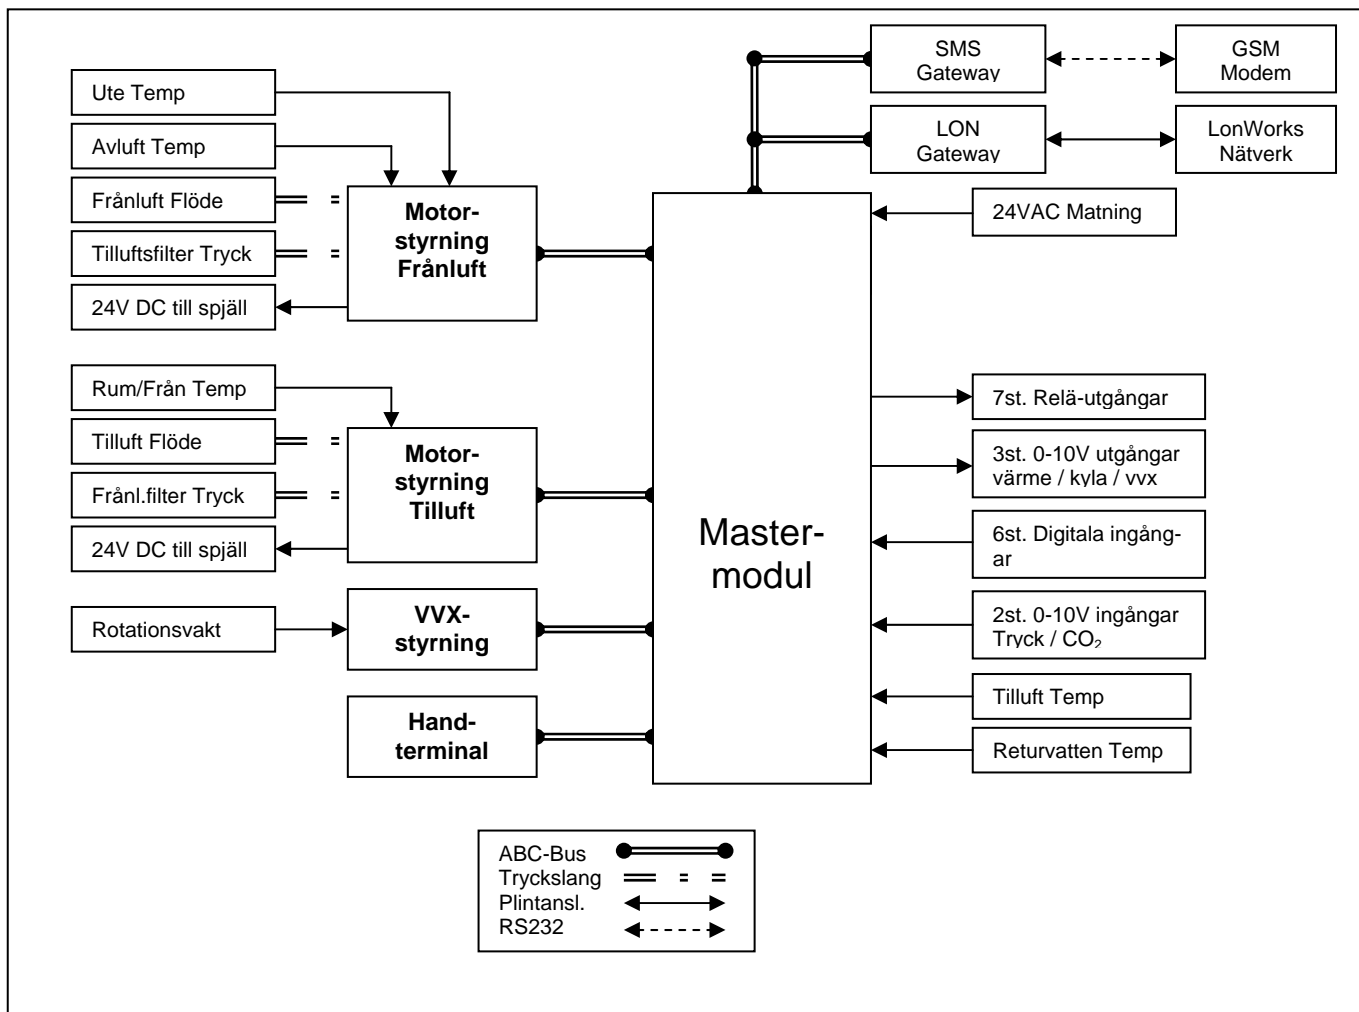 SMS
Gateway
GSM
Modem
LON
Gateway
LonWorks
Nätverk
Ute Temp
Avluft Temp
Frånluft Flöde
Tilluftsfilter Tryck
24V DC till spjäll
Motor-
styrning
Frånluft
24VAC Matning
Rum/Från Temp
Tilluft Flöde
Frånl.filter Tryck
24V DC till spjäll
Motor-
styrning
Tilluft
Rotationsvakt
VVX-
styrning
Hand-
terminal
Master-
modul
7st. Relä-utgångar
3st. 0-10V utgångar
värme / kyla / vvx
6st. Digitala ingång-
ar
2st. 0-10V ingångar
Tryck / CO₂
Tilluft Temp
Returvatten Temp
ABC-Bus
Tryckslang
Plintansl.
RS232